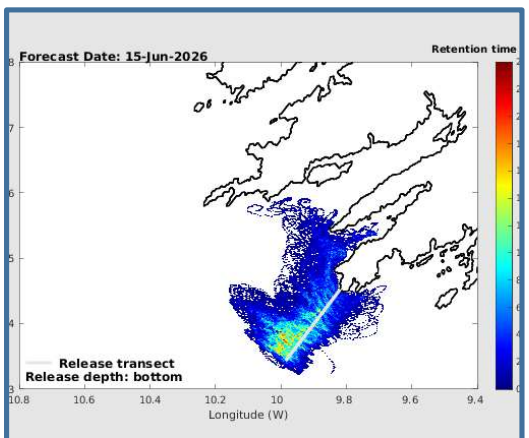 Forecast Date: 15-Jun-2026
Retention time
8
7
6
5
4
3
Release transect
Release depth: bottom
10.8
10.6
10.4
10.2
10
9.8
9.6
9.4
Longitude (W)